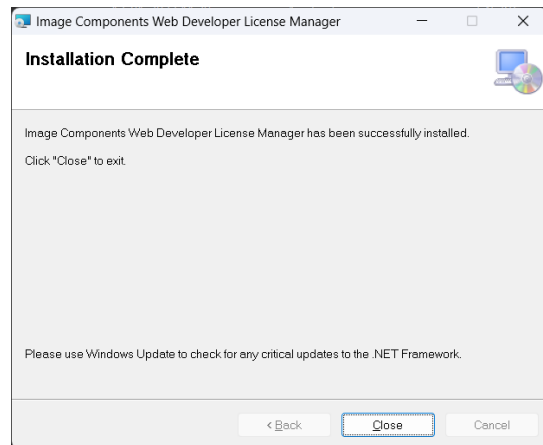 Image Components Web Developer License Manager
Installation Complete
Image Components Web Developer License Manager has been successfully installed.
Click "Close" to exit.
Please use Windows Update to check for any critical updates to the .NET Framework.
< Back
Close
Cancel